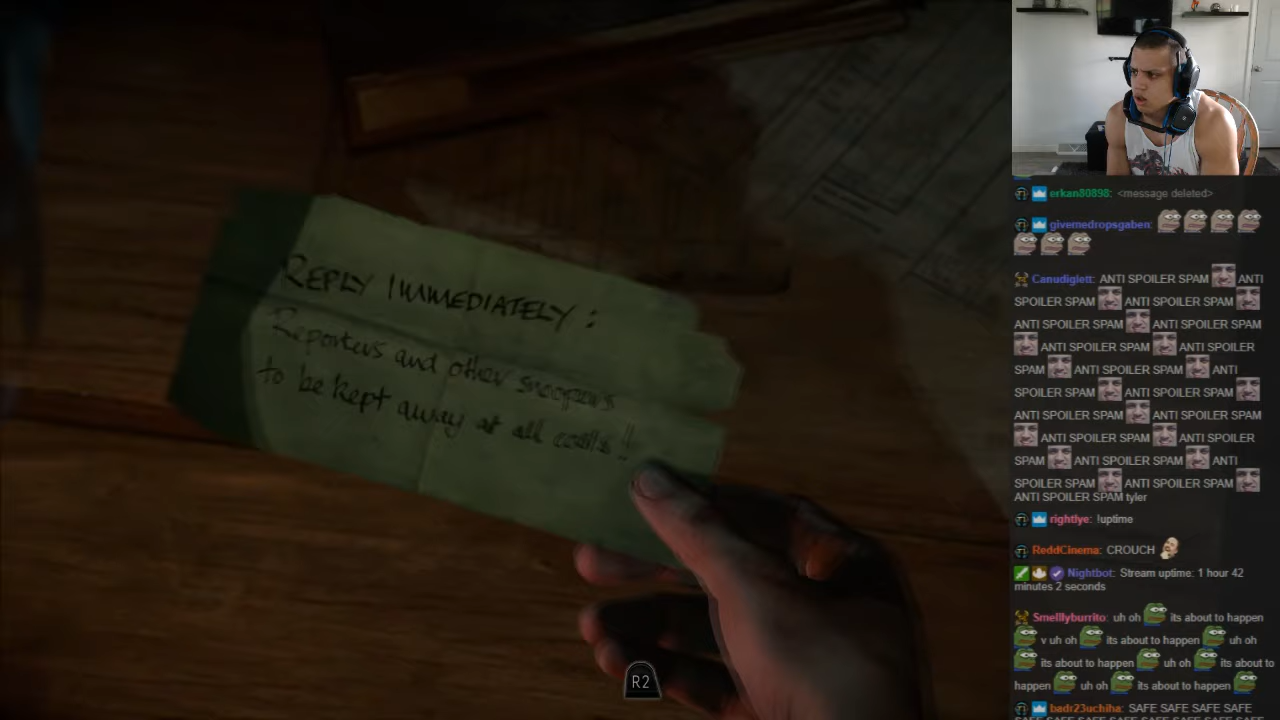 REPLY IMMEDIATELY:
Reporters and other snoopers
to be kept away at all costs!!
R2
erkan80898: <message deleted>
givemedropsgaben:
Canudiglett: ANTI SPOILER SPAM ANTI
SPOILER SPAM ANTI SPOILER SPAM
ANTI SPOILER SPAM ANTI SPOILER SPAM
ANTI SPOILER SPAM ANTI SPOILER
SPAM ANTI SPOILER SPAM ANTI
SPOILER SPAM ANTI SPOILER SPAM
ANTI SPOILER SPAM ANTI SPOILER SPAM
ANTI SPOILER SPAM ANTI SPOILER
SPAM ANTI SPOILER SPAM ANTI
SPOILER SPAM ANTI SPOILER SPAM
ANTI SPOILER SPAM tyler
rightlye: !uptime
ReddCinema: CROUCH
Nightbot: Stream uptime: 1 hour 42
minutes 2 seconds
Smelllyburrito: uh oh its about to happen
v uh oh its about to happen uh oh
its about to happen uh oh its about to
happen uh oh its about to happen
badr23uchiha: SAFE SAFE SAFE SAFE